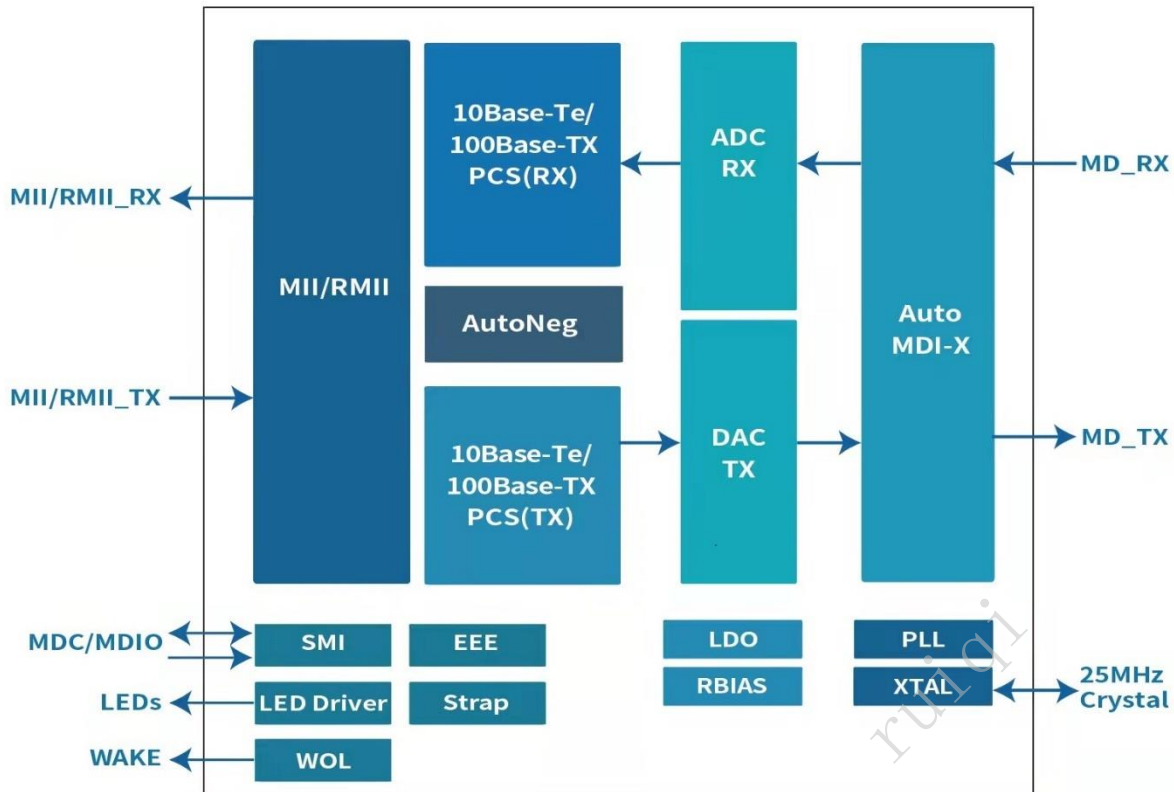 10Base-Te/
100Base-TX
PCS(RX)
ADC
RX
MD_RX
MII/RMII_RX
MII/RMII
AutoNeg
Auto
MDI-X
MII/RMII_TX
10Base-Te/
100Base-TX
PCS(TX)
DAC
TX
MD_TX
MDC/MDIO
SMI
EEE
LDO
PLL
LEDs
LED Driver
Strap
RBIAS
XTAL
25MHz
Crystal
WAKE
WOL
ruiqi